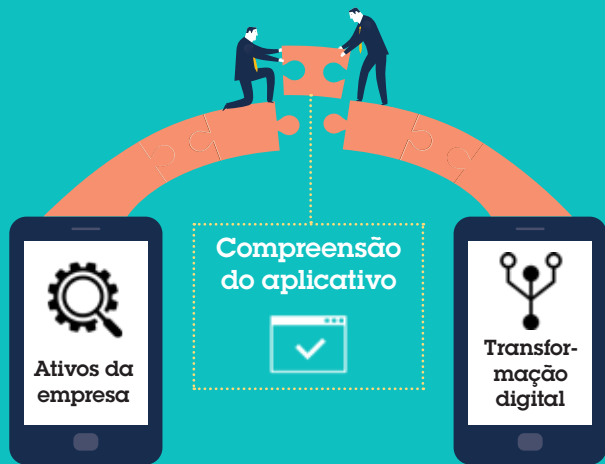 Compreensão
do aplicativo
Ativos da
empresa
Transfor-
mação
digital